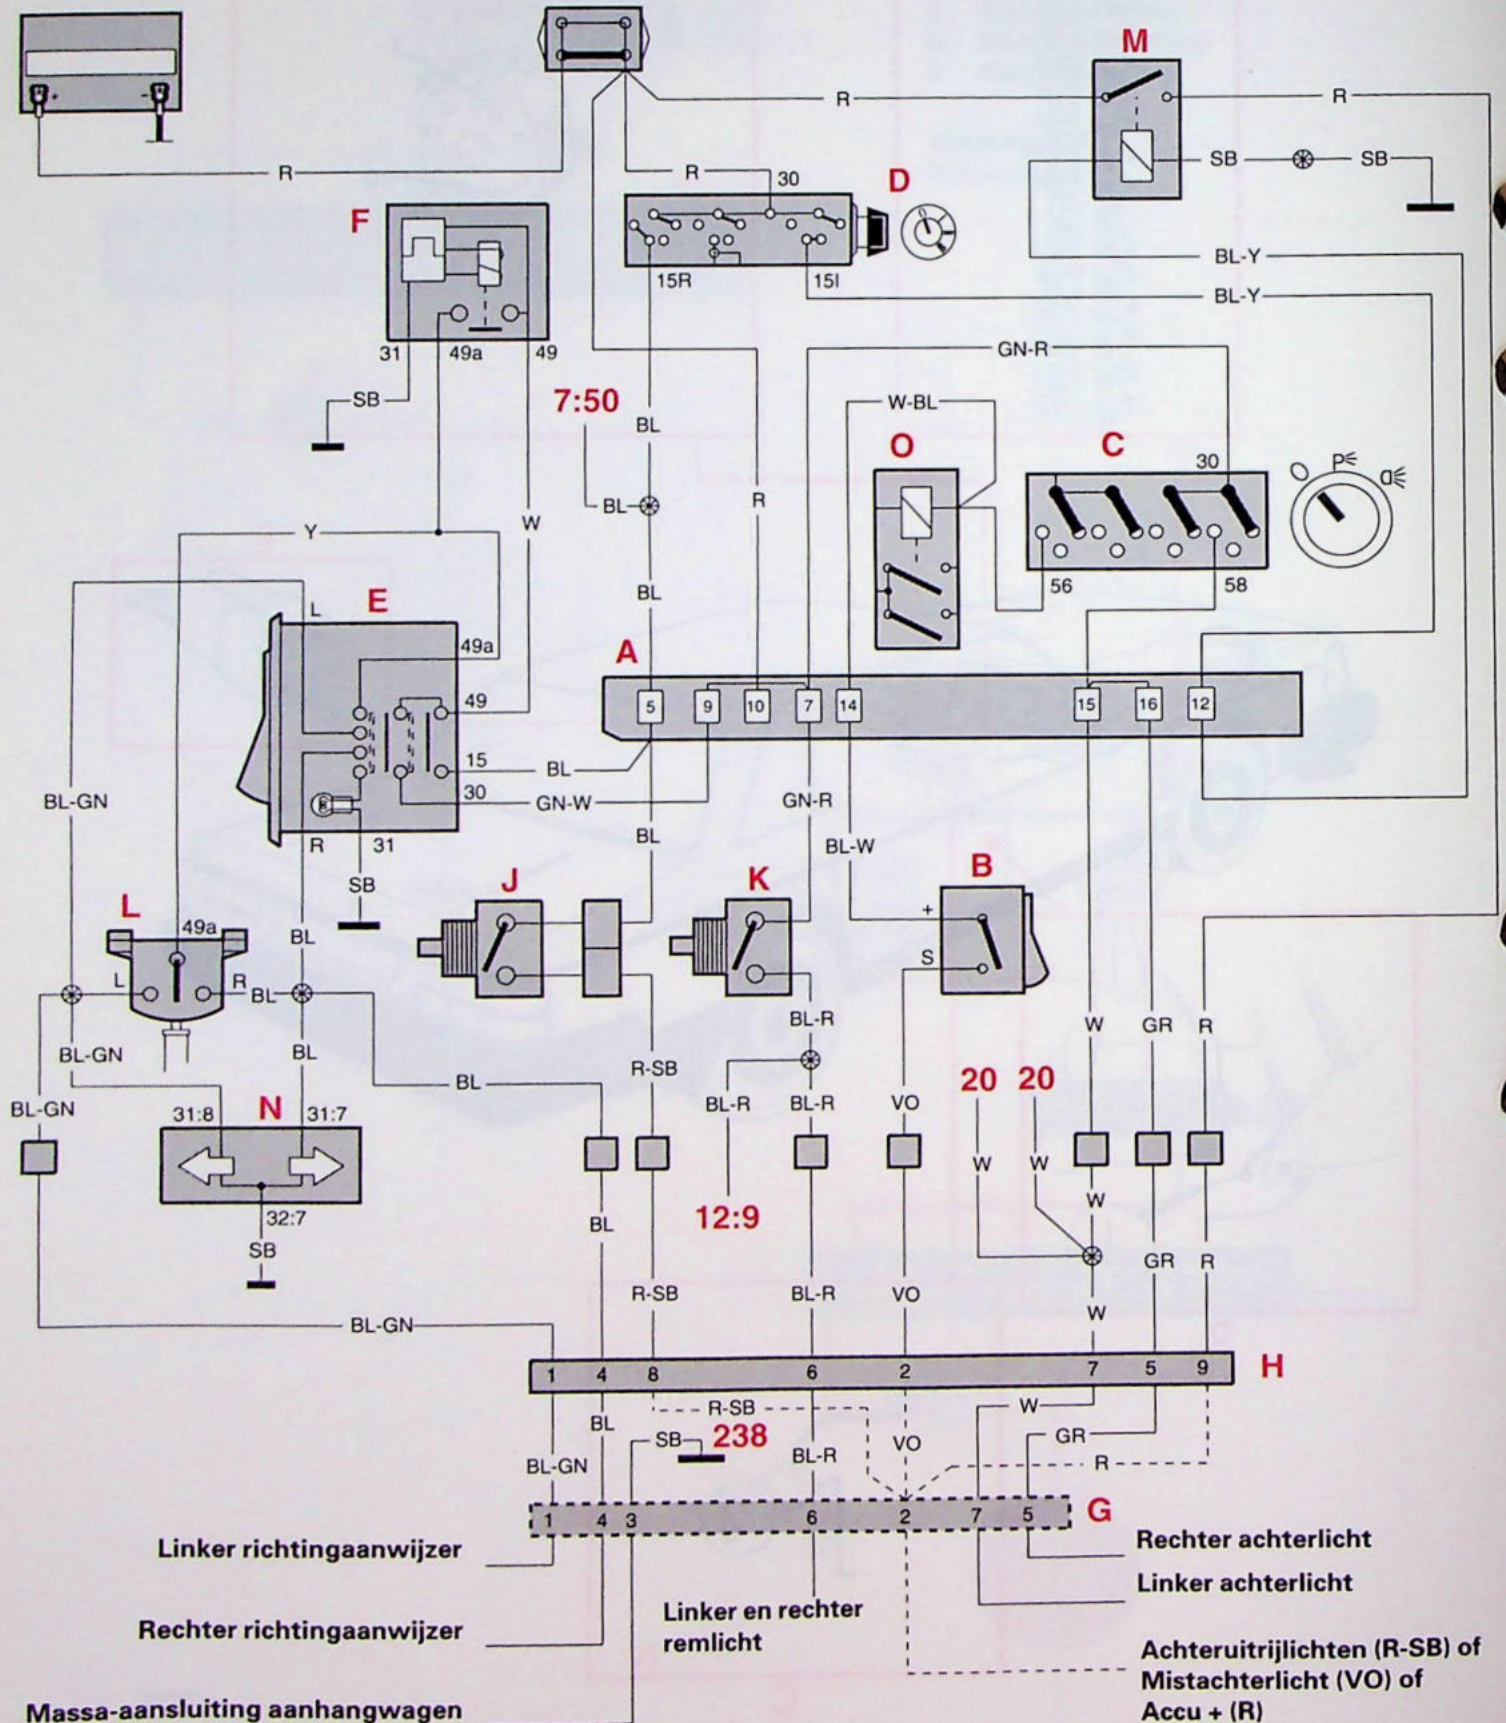 + -
M
R
R
R
SB
SB
R
30
D
F
15R
15I
BL-Y
BL-Y
31
49a
49
GN-R
SB
7:50
W-BL
BL
O
C
30
R
BL
Y
W
BL
56
58
E
L
A
49a
49
5
9
10
7
14
15
16
12
15
BL
30
GN-W
BL-GN
GN-R
R
31
BL
BL-W
B
J
K
SB
L
49a
+
BL
S
L
R
BL
BL-R
W
GR
R
BL-GN
BL
R-SB
20
20
BL
BL-GN
31:8
N
31:7
BL-R
BL-R
VO
W
W
W
12:9
32:7
BL
SB
GR
R
R-SB
BL-R
VO
W
BL-GN
1
4
8
6
2
7
5
9
H
R-SB
W
BL
SB
238
VO
GR
BL-R
R
BL-GN
1
4
3
6
2
7
5
G
Linker richtingaanwijzer
Rechter achterlicht
Linker achterlicht
Rechter richtingaanwijzer
Linker en rechter
remlicht
Achteruitrijlichten (R-SB) of
Mistachterlicht (VO) of
Accu + (R)
Massa-aansluiting aanhangwagen